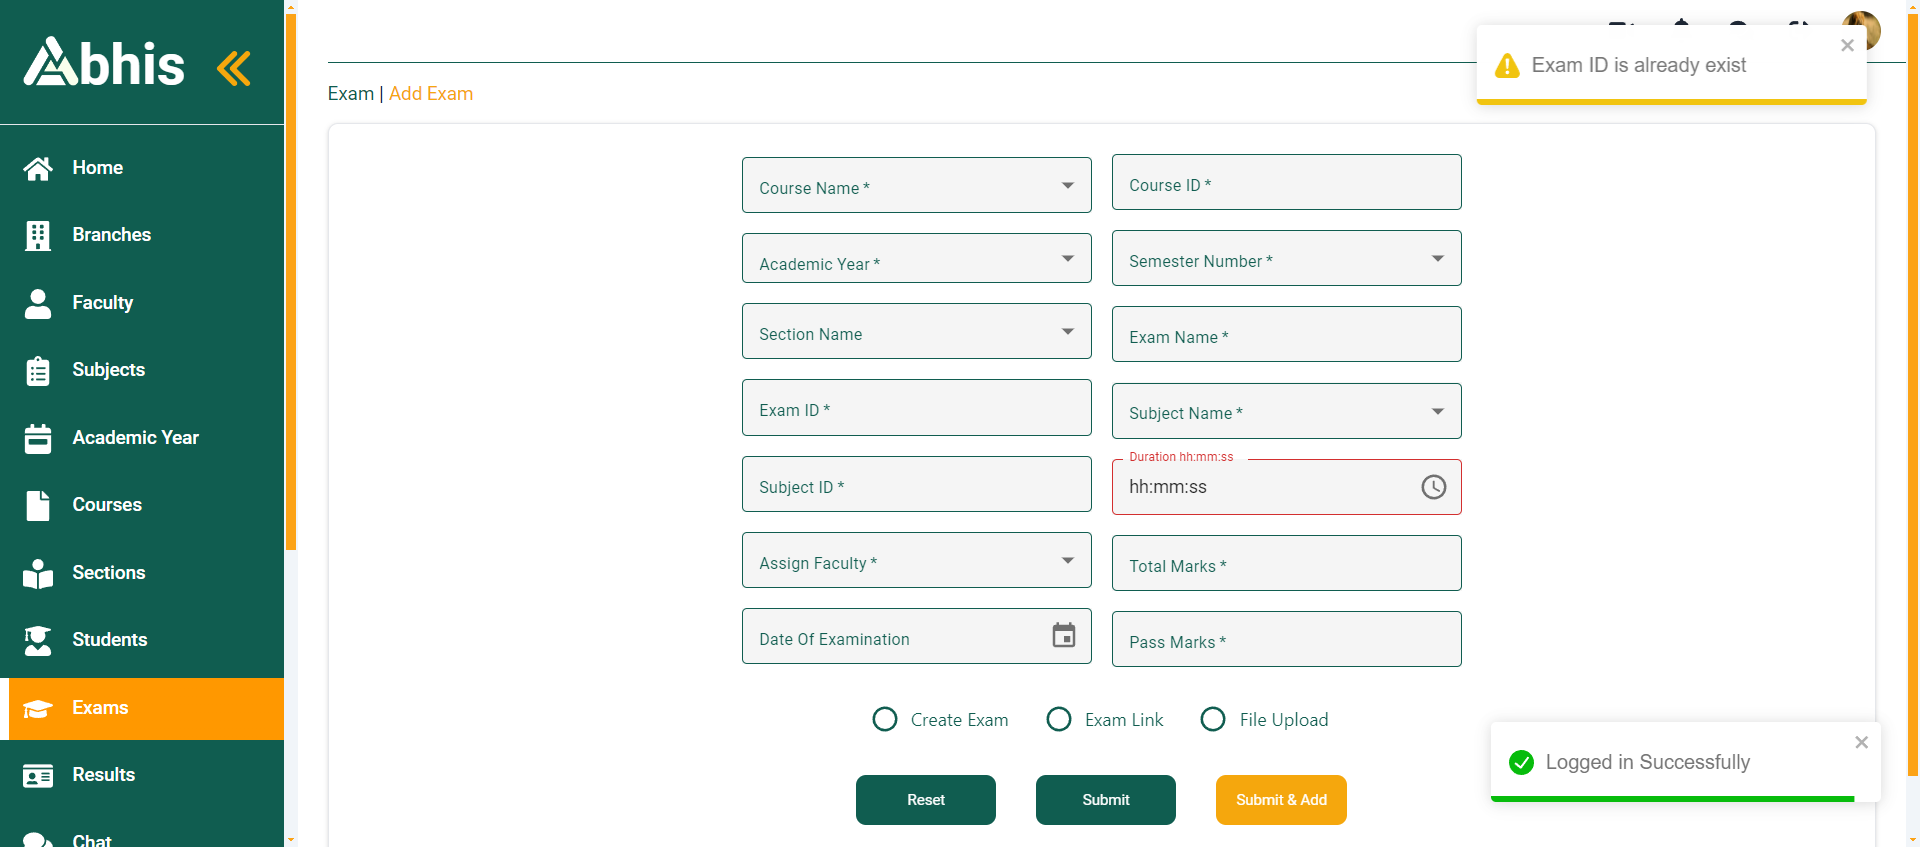 Abhis
Home
Branches
Faculty
Subjects
Academic Year
Courses
Sections
Students
Exams
Results
Chat
Exam | Add Exam
Exam ID is already exist
Course Name *
Course ID *
Academic Year *
Semester Number *
Section Name
Exam Name *
Exam ID *
Subject Name *
Subject ID *
Duration hh:mm:ss
hh:mm:ss
Assign Faculty *
Total Marks *
Date Of Examination
Pass Marks *
Create Exam
Exam Link
File Upload
Reset
Submit
Submit & Add
Logged in Successfully